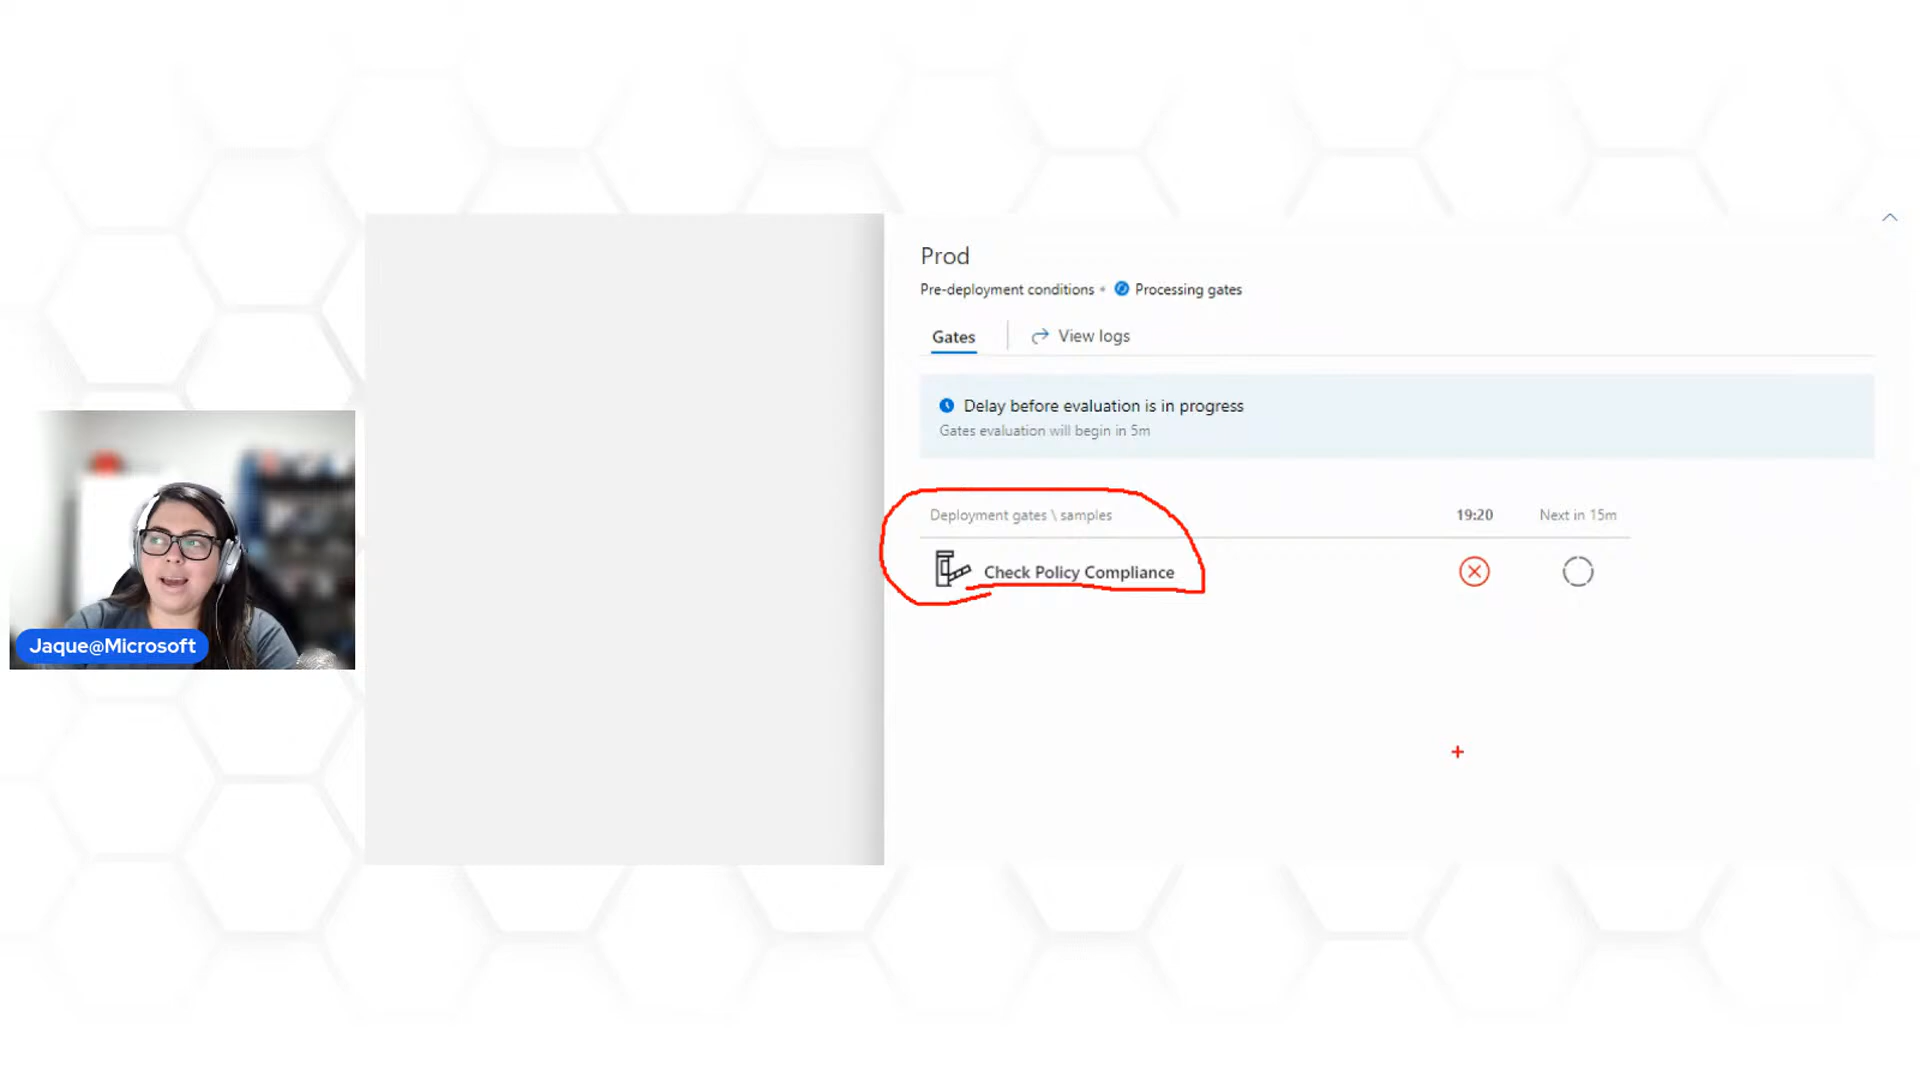 Prod
Pre-deployment conditions • Processing gates
Gates
View logs
Delay before evaluation is in progress
Gates evaluation will begin in 5m
Deployment gates \ samples
19:20
Next in 15m
Check Policy Compliance
Jaque@Microsoft